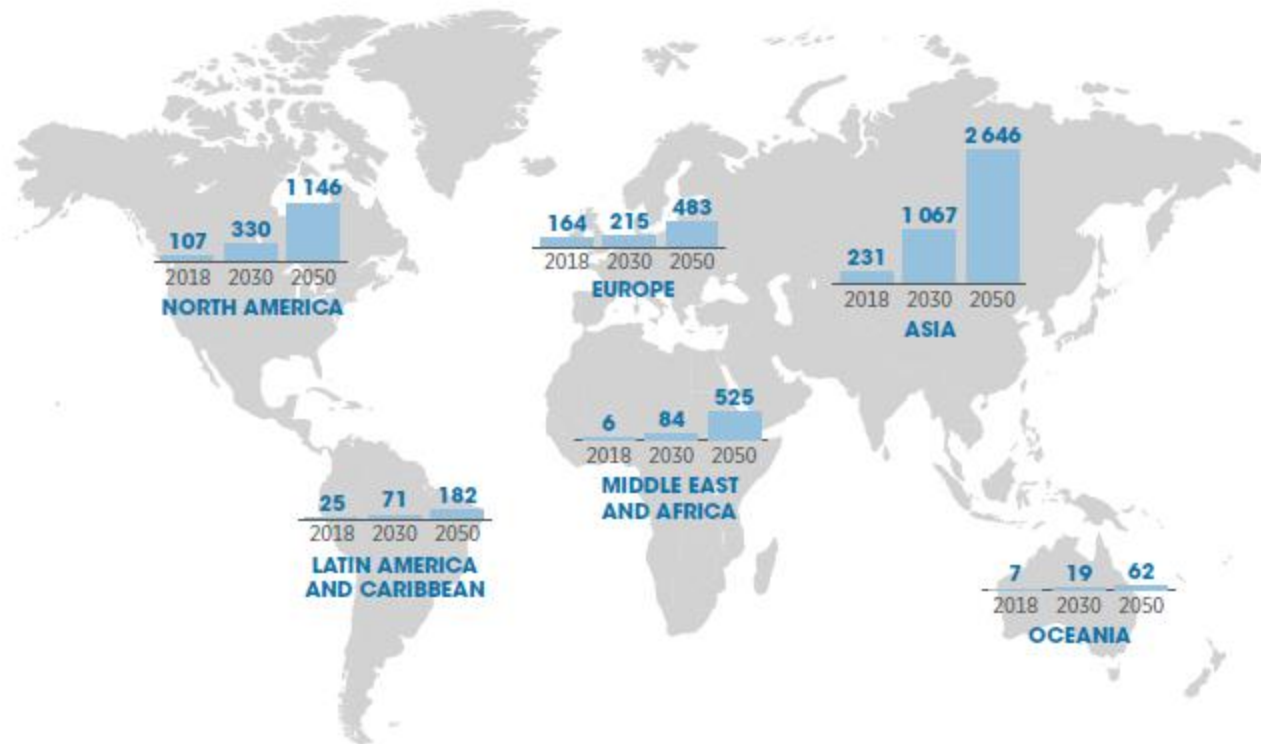 1 146
107 330
2018 2030 2050
NORTH AMERICA
164 215 483
2018 2030 2050
EUROPE
2 646
1 067
231
2018 2030 2050
ASIA
525
6 84
2018 2030 2050
MIDDLE EAST
AND AFRICA
25 71 182
2018 2030 2050
LATIN AMERICA
AND CARIBBEAN
7 19 62
2018 2030 2050
OCEANIA